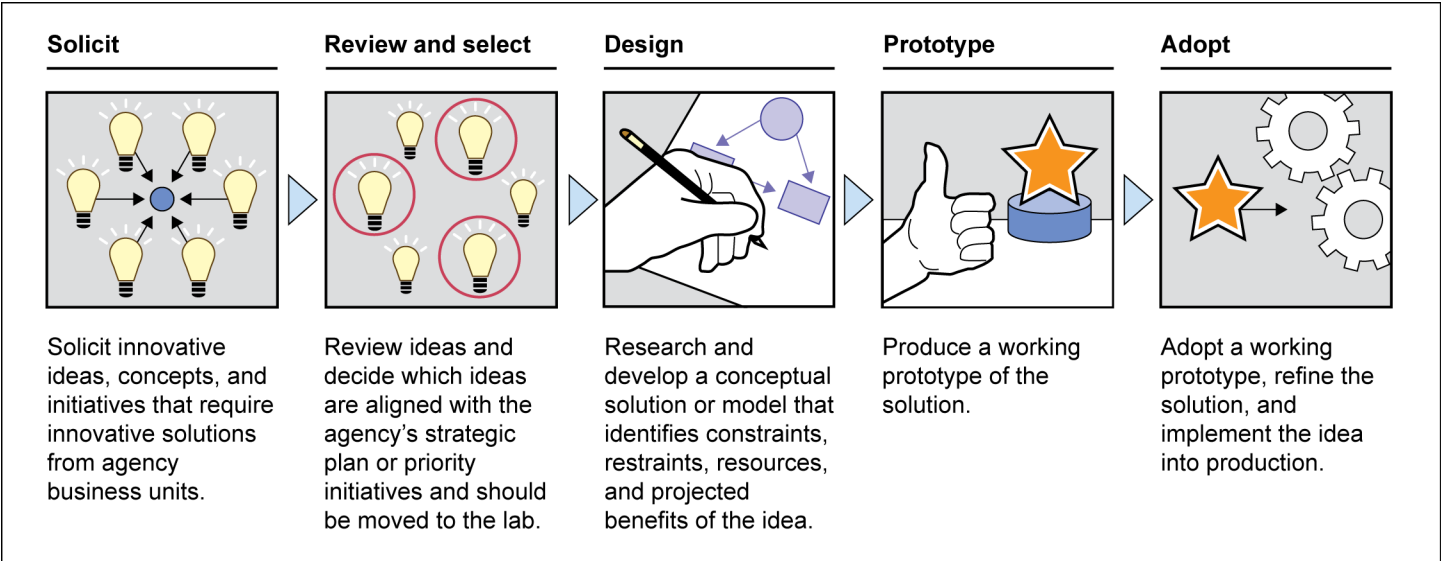 Solicit
Solicit innovative
ideas, concepts, and
initiatives that require
innovative solutions
from agency
business units.
Review and select
Review ideas and
decide which ideas
are aligned with the
agency’s strategic
plan or priority
initiatives and should
be moved to the lab.
Design
Research and
develop a conceptual
solution or model that
identifies constraints,
restraints, resources,
and projected
benefits of the idea.
Prototype
Produce a working
prototype of the
solution.
Adopt
Adopt a working
prototype, refine the
solution, and
implement the idea
into production.